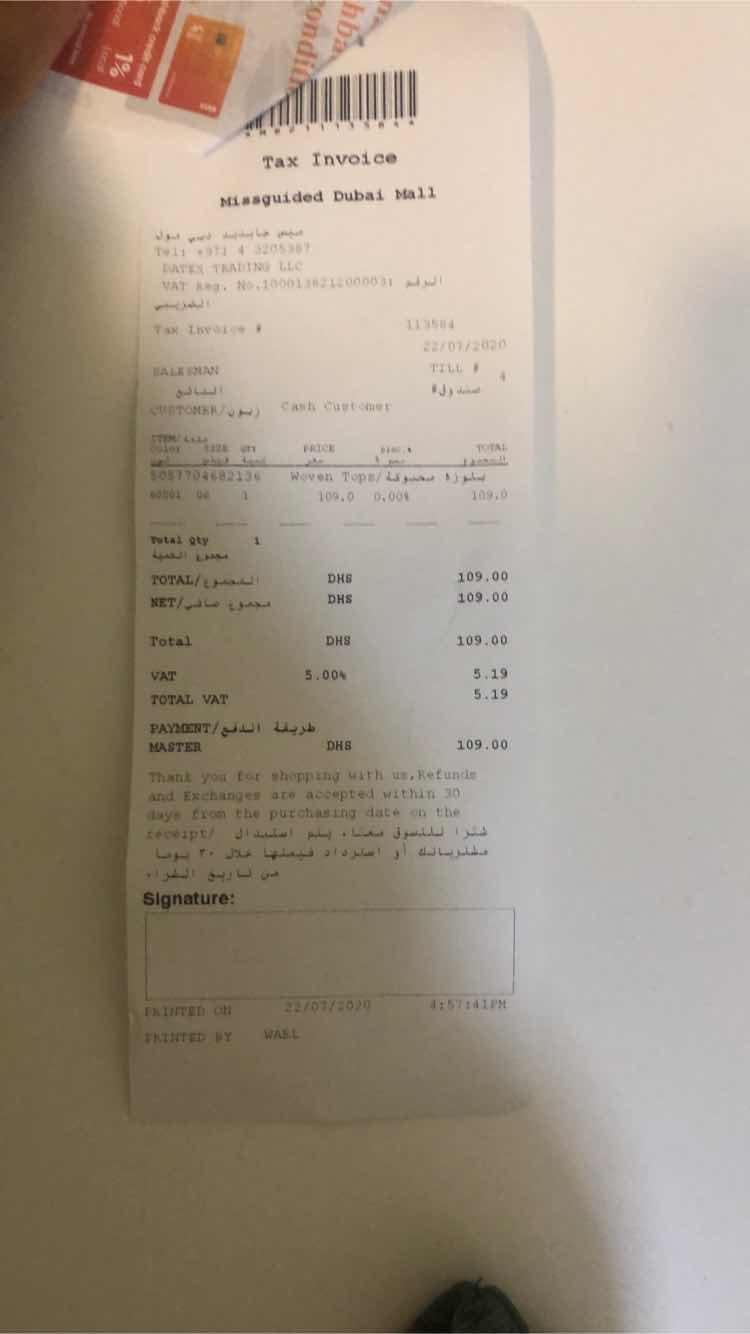 1%
Tax Invoice
Missguided Dubai Mall
ميس جايديد دبي مول
Tel: +971 4 3205387
DATEX TRADING LLC
VAT Reg. No. الرقم
الضريبي
Tax Invoice # 113584
22/07/2020
SALESMAN TILL # 4
البائع صندوق#
CUSTOMER/زبون Cash Customer
ITEM/سلعة
Color SIZE QTY PRICE DISC.% TOTAL
لون قياس كمية سعر المجموع
5057704682136 Woven Tops/بلوزة محبوكة
60001 06 1 109.0 0.00% 109.0
Total Qty 1
مجموع الكمية
TOTAL/المجموع DHS 109.00
NET/مجموع صافي DHS 109.00
Total DHS 109.00
VAT 5.00% 5.19
TOTAL VAT 5.19
PAYMENT/طريقة الدفع
MASTER DHS 109.00
Thank you for shopping with us,Refunds
and Exchanges are accepted within 30
days from the purchasing date on the
receipt/ شكرا للتسوق معنا، يتم استبدال
مشترياتك أو استرداد قيمتها خلال ٣٠ يوما
من تاريخ الشراء
Signature:
PRINTED ON 22/07/2020 4:57:41PM
PRINTED BY WAEL